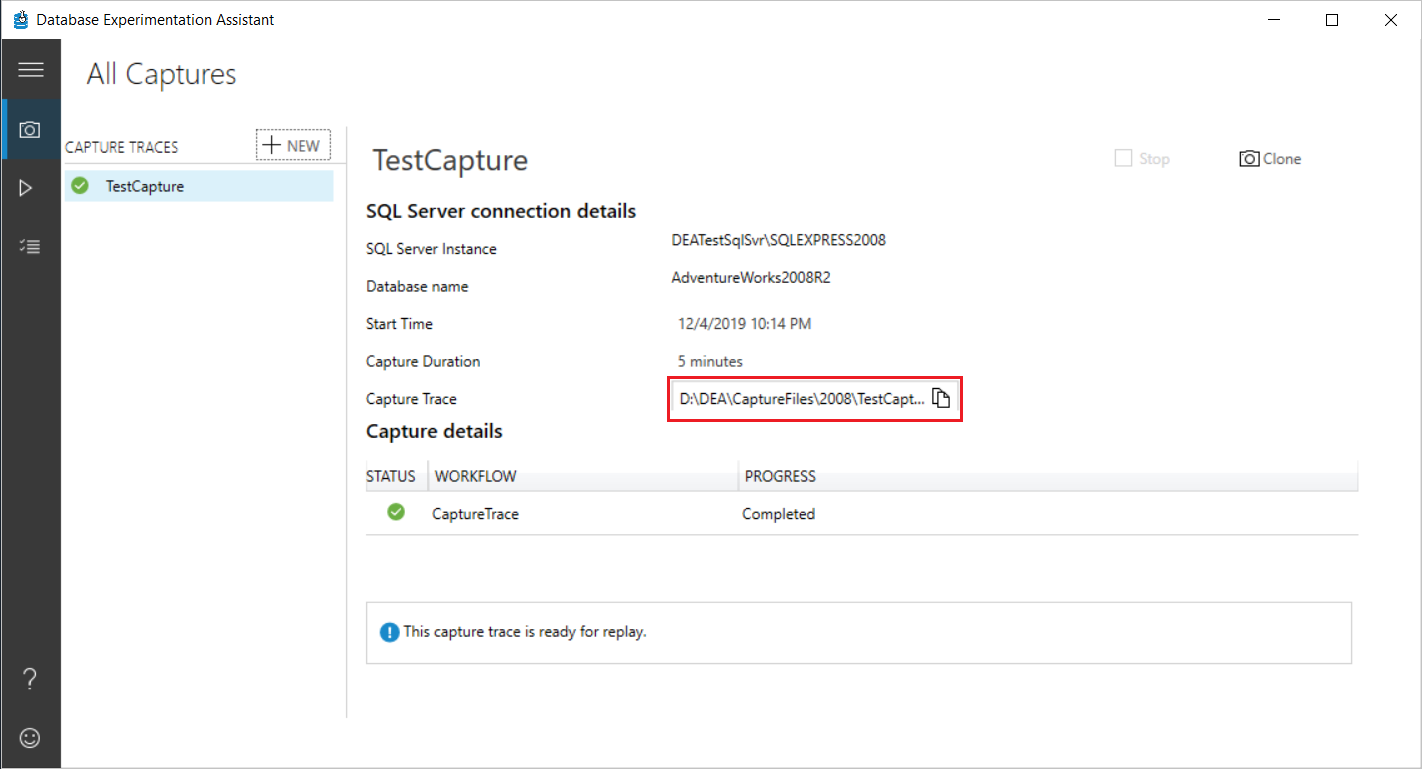 Database Experimentation Assistant
All Captures
CAPTURE TRACES
NEW
TestCapture
TestCapture
Stop
Clone
SQL Server connection details
SQL Server Instance
DEATestSqlSvr\SQLEXPRESS2008
Database name
AdventureWorks2008R2
Start Time
12/4/2019 10:14 PM
Capture Duration
5 minutes
Capture Trace
D:\DEA\CaptureFiles\2008\TestCapt...
Capture details
STATUS WORKFLOW PROGRESS
CaptureTrace Completed
This capture trace is ready for replay.